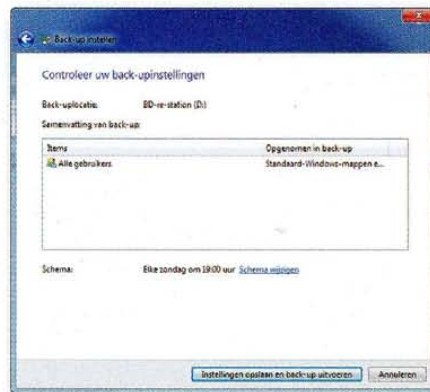 Back-up instellen
Controleer uw back-upinstellingen
Back-uplocatie: BD-re-station (D:)
Samenvatting van back-up:
Items Opgenomen in back-up
Alle gebruikers Standaard-Windows-mappen e...
Schema: Elke zondag om 19:00 uur Schema wijzigen
Instellingen opslaan en back-up uitvoeren Annuleren